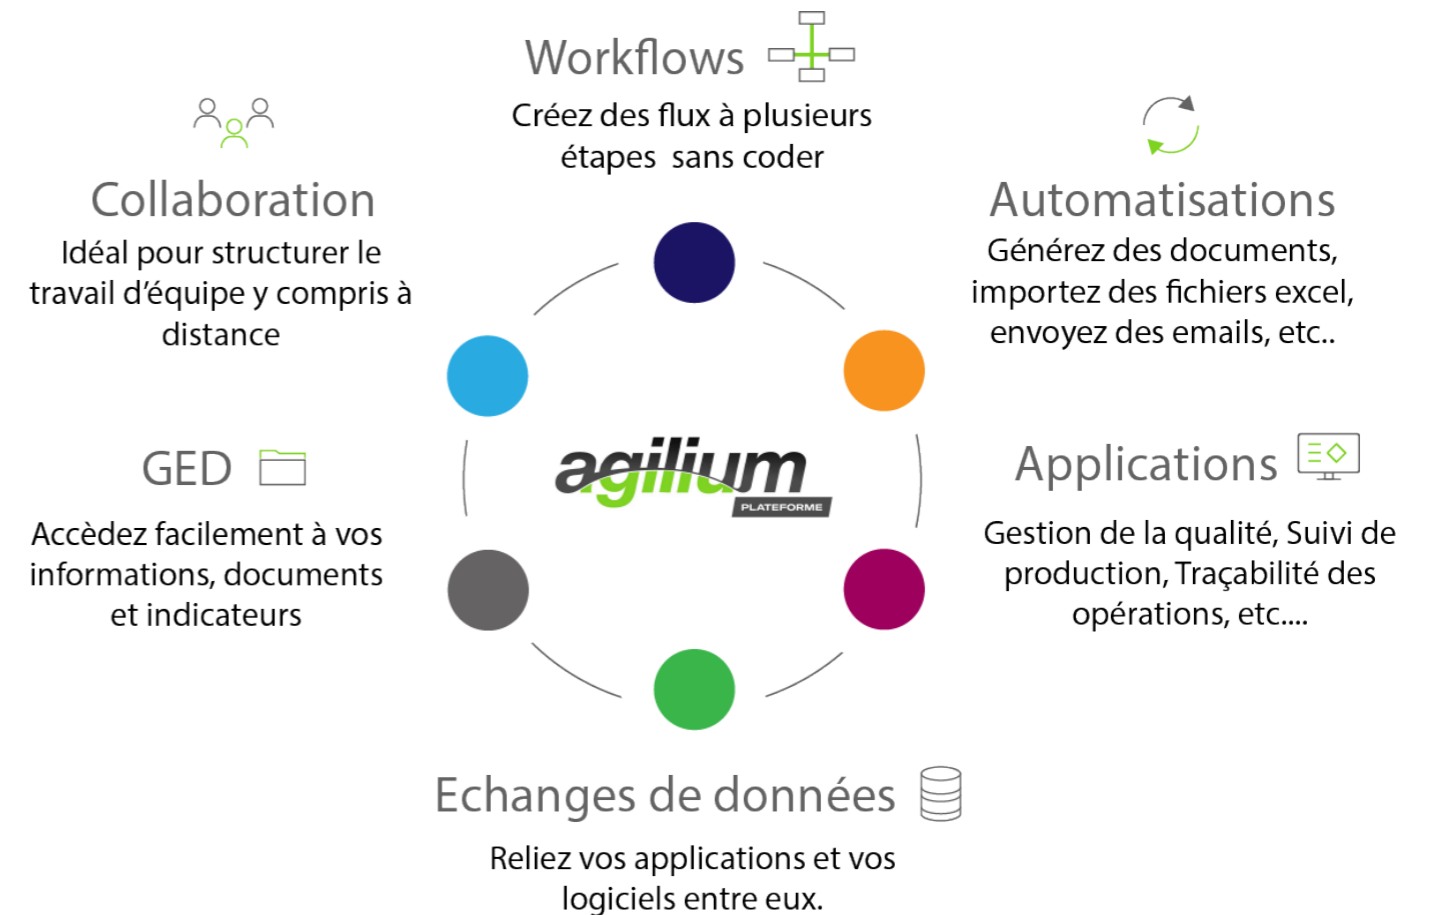 Workflows
Créez des flux à plusieurs
étapes sans coder
Collaboration
Idéal pour structurer le
travail d’équipe y compris à
distance
Automatisations
Générez des documents,
importez des fichiers excel,
envoyez des emails, etc..
agilium
PLATEFORME
GED
Accèdez facilement à vos
informations, documents
et indicateurs
Applications
Gestion de la qualité, Suivi de
production, Traçabilité des
opérations, etc....
Echanges de données
Reliez vos applications et vos
logiciels entre eux.